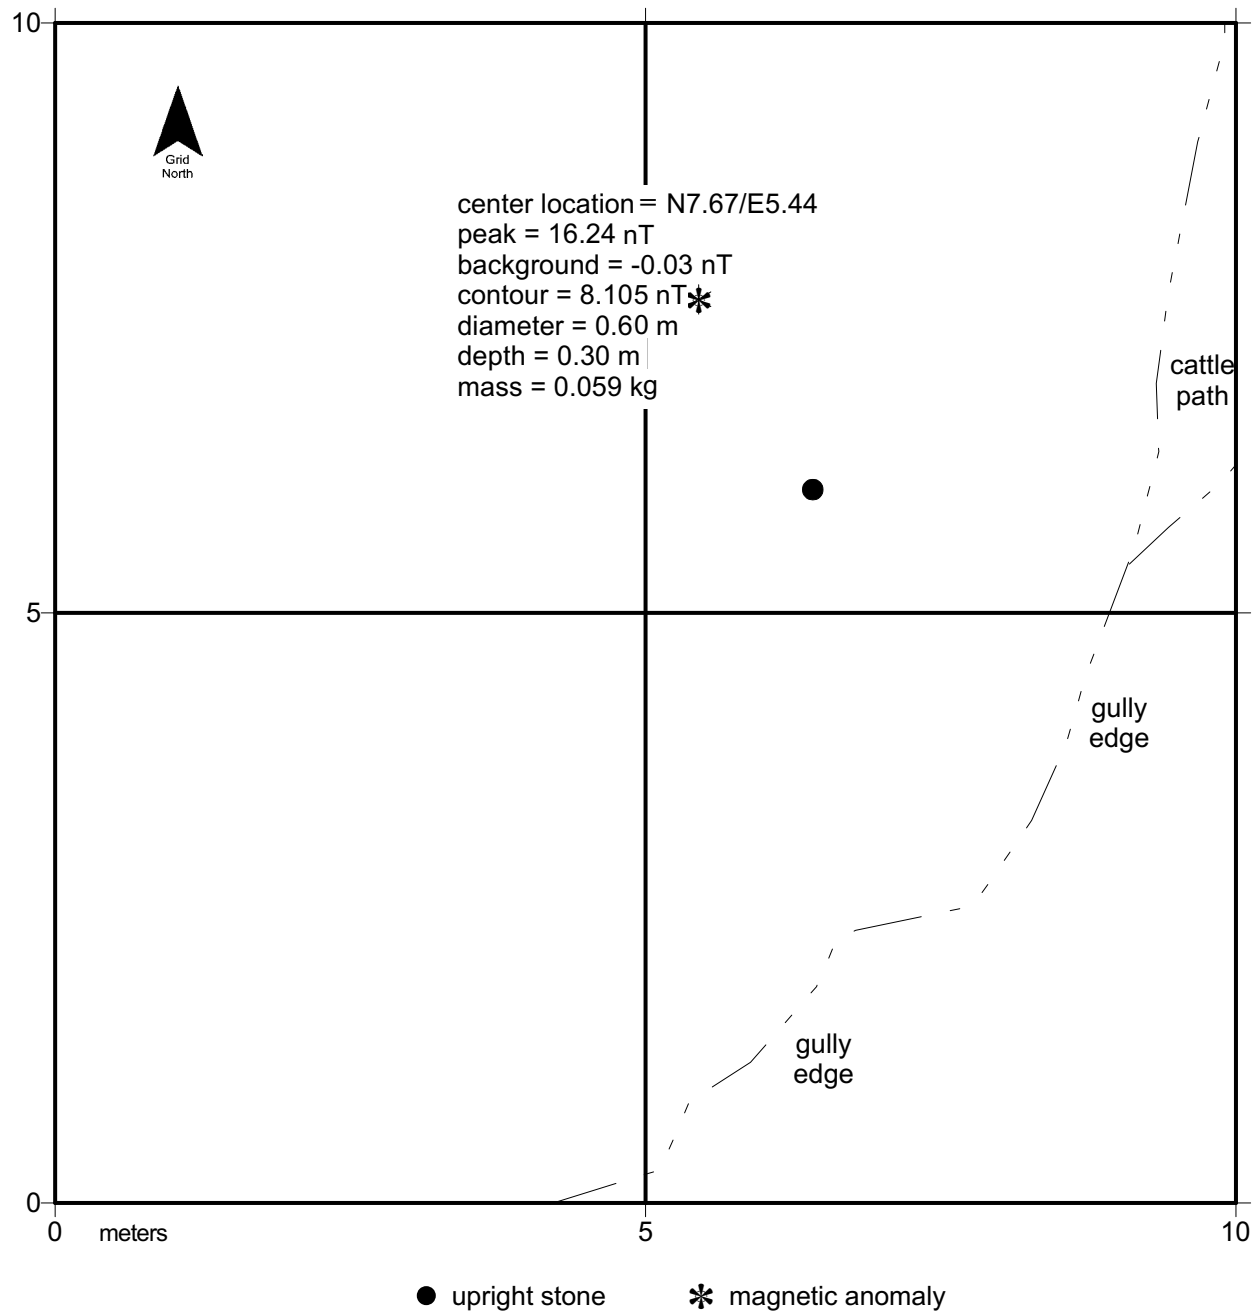 10
Grid
North
center location = N7.67/E5.44
peak = 16.24 nT
background = -0.03 nT
contour = 8.105 nT
diameter = 0.60 m
depth = 0.30 m
mass = 0.059 kg
cattle
path
5
gully
edge
gully
edge
0
0 meters 5 10
upright stone magnetic anomaly